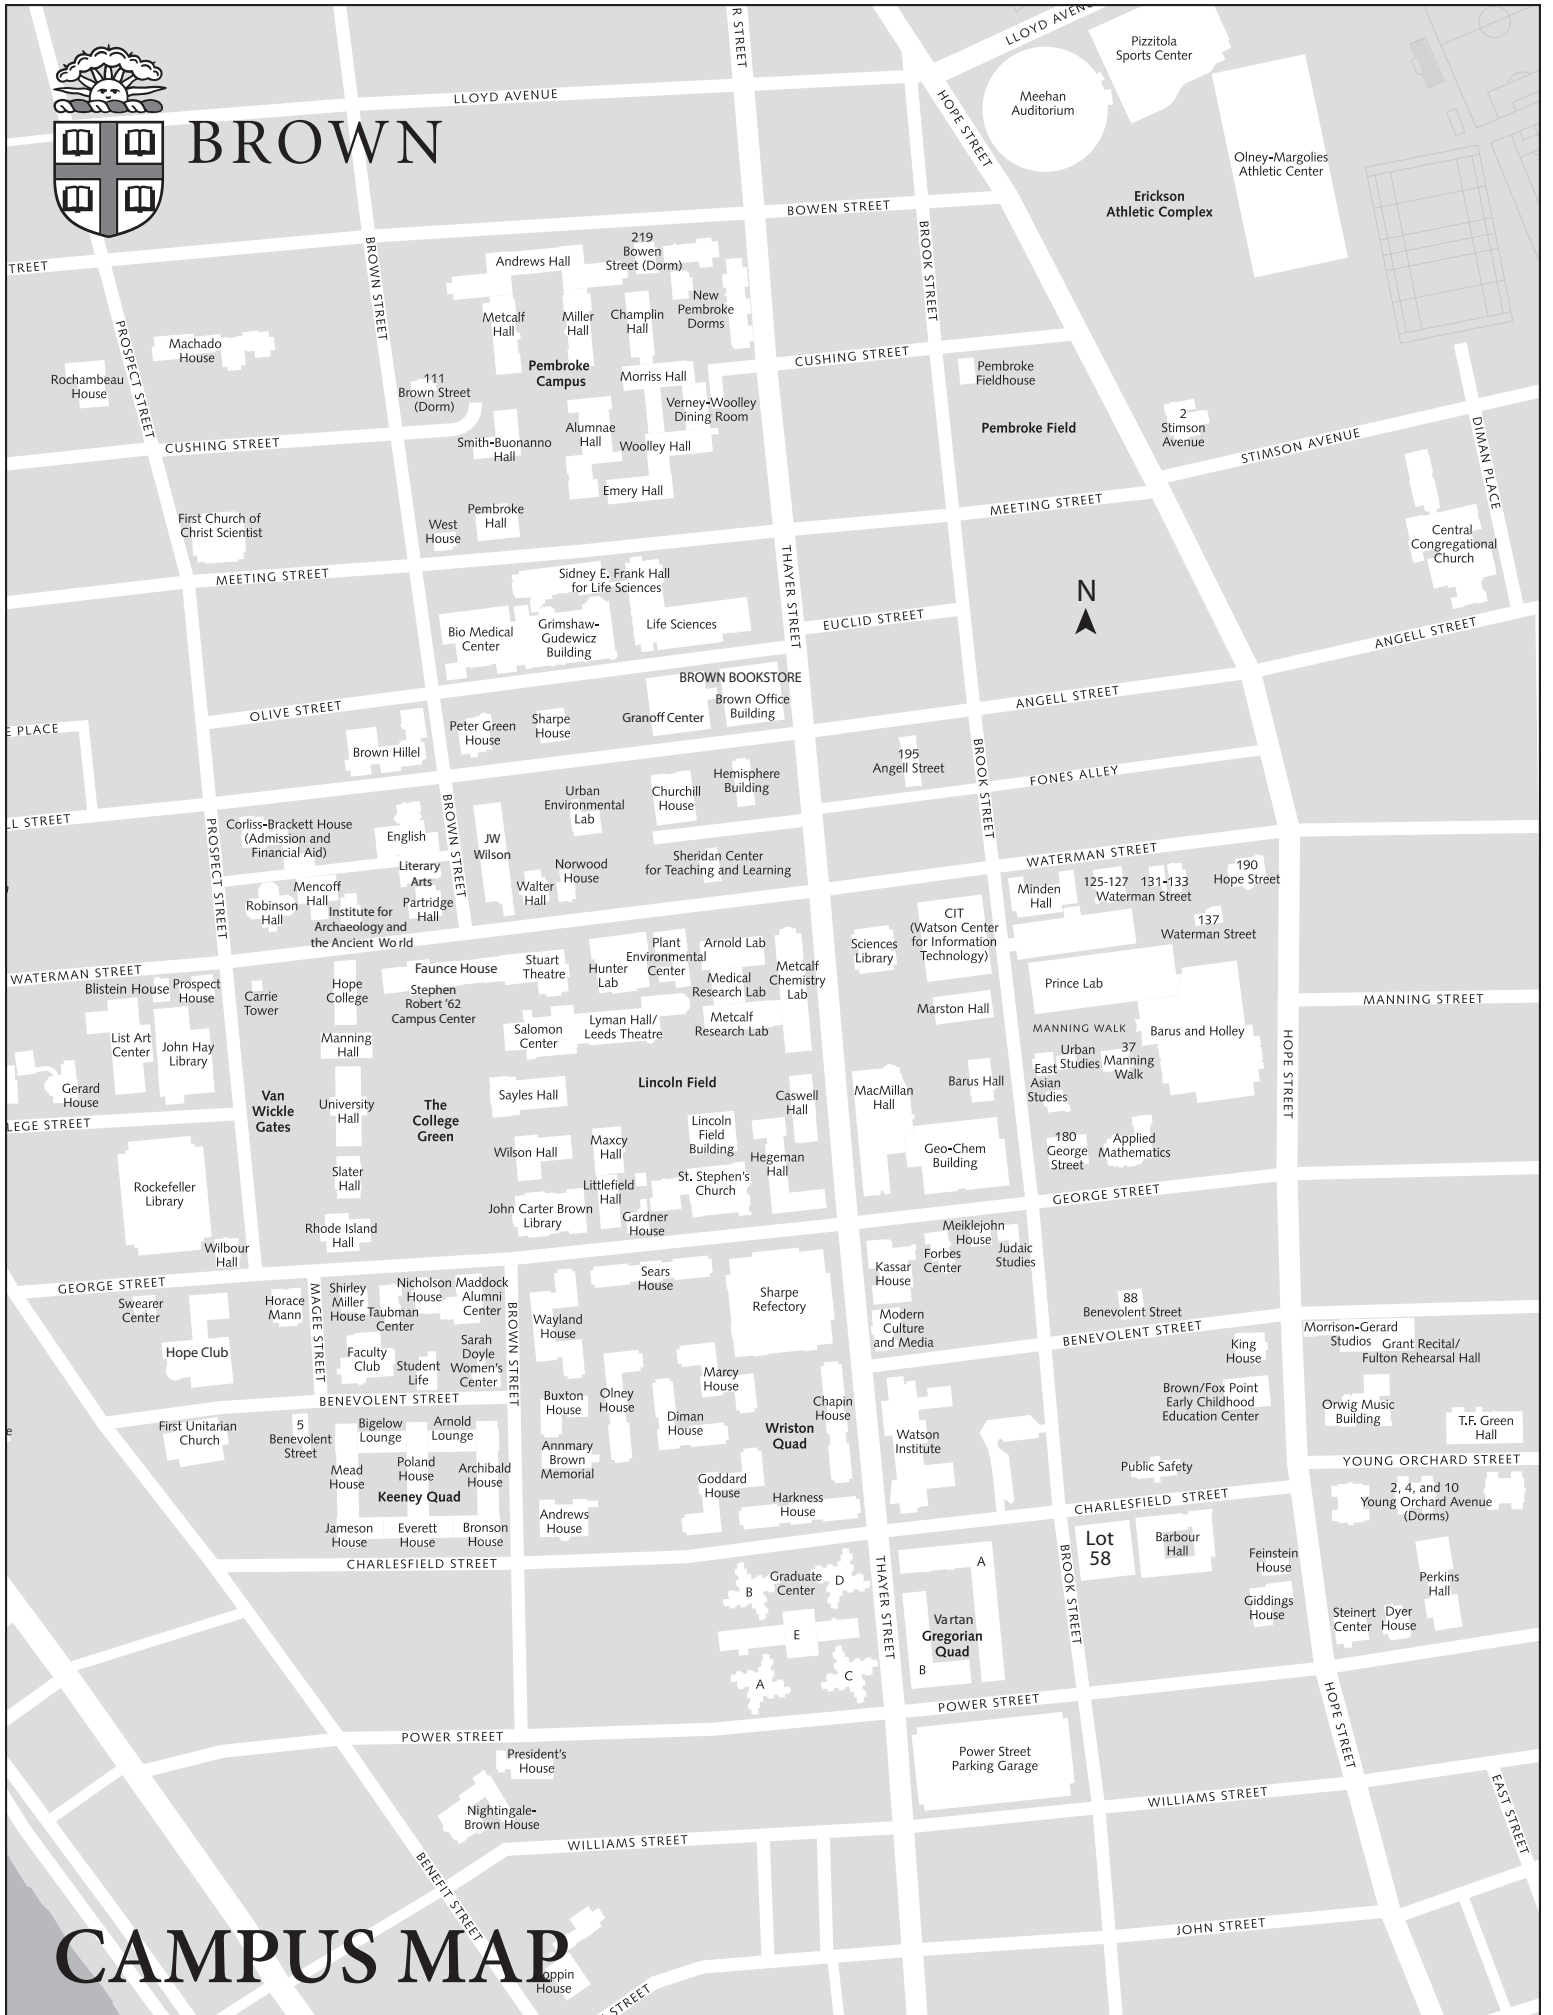 R STREET
LLOYD AVENUE
Pizzitola
Sports Center
BROWN
LLOYD AVENUE
HOPE STREET
Meehan
Auditorium
Olney-Margolies
Athletic Center
Erickson
Athletic Complex
BOWEN STREET
BROOK STREET
BROWN STREET
TREET
219
Bowen
Street (Dorm)
Andrews Hall
Metcalf
Hall
Miller
Hall
Champlin
Hall
New
Pembroke
Dorms
PROSPECT STREET
Machado
House
Rochambeau
House
111
Brown Street
(Dorm)
Pembroke
Campus
Morriss Hall
Verney-Woolley
Dining Room
CUSHING STREET
Pembroke
Fieldhouse
Pembroke Field
2
Stimson
Avenue
STIMSON AVENUE
DIMAN PLACE
CUSHING STREET
Smith-Buonanno
Hall
Alumnae
Hall
Woolley Hall
Emery Hall
MEETING STREET
First Church of
Christ Scientist
West
House
Pembroke
Hall
Central
Congregational
Church
MEETING STREET
THAYER STREET
Sidney E. Frank Hall
for Life Sciences
N
Bio Medical
Center
Grimshaw-
Gudewicz
Building
Life Sciences
EUCLID STREET
ANGELL STREET
BROWN BOOKSTORE
Brown Office
Building
Granoff Center
ANGELL STREET
OLIVE STREET
E PLACE
Peter Green
House
Sharpe
House
Brown Hillel
195
Angell Street
BROOK STREET
FONES ALLEY
Hemisphere
Building
Urban
Environmental
Lab
Churchill
House
LL STREET
PROSPECT STREET
Corliss-Brackett House
(Admission and
Financial Aid)
English
BROWN STREET
JW
Wilson
Literary
Arts
Norwood
House
Sheridan Center
for Teaching and Learning
WATERMAN STREET
Mencoff
Hall
Robinson
Hall
Partridge
Hall
Walter
Hall
Institute for
Archaeology and
the Ancient World
Minden
Hall
125-127
131-133
Waterman Street
190
Hope Street
137
Waterman Street
CIT
(Watson Center
for Information
Technology)
Sciences
Library
WATERMAN STREET
Blistein House
Prospect
House
Carrie
Tower
Hope
College
Faunce House
Stephen
Robert '62
Campus Center
Stuart
Theatre
Hunter
Lab
Plant
Environmental
Center
Arnold Lab
Medical
Research Lab
Metcalf
Chemistry
Lab
Metcalf
Research Lab
Prince Lab
Marston Hall
MANNING STREET
List Art
Center
John Hay
Library
Manning
Hall
Salomon
Center
Lyman Hall/
Leeds Theatre
MANNING WALK
Barus and Holley
Urban
Studies
37
Manning
Walk
East
Asian
Studies
HOPE STREET
Gerard
House
Van
Wickle
Gates
University
Hall
The
College
Green
Sayles Hall
Lincoln Field
Caswell
Hall
MacMillan
Hall
Barus Hall
LEGE STREET
Wilson Hall
Maxcy
Hall
Lincoln
Field
Building
Hegeman
Hall
Geo-Chem
Building
180
George
Street
Applied
Mathematics
Rockefeller
Library
Slater
Hall
Littlefield
Hall
St. Stephen's
Church
GEORGE STREET
John Carter Brown
Library
Gardner
House
Rhode Island
Hall
Wilbour
Hall
Meiklejohn
House
Forbes
Center
Judaic
Studies
Kassar
House
GEORGE STREET
Swearer
Center
Horace
Mann
MAGEE STREET
Shirley
Miller
House
Nicholson
House
Maddock
Alumni
Center
Taubman
Center
BROWN STREET
Sears
House
Wayland
House
Sharpe
Refectory
Modern
Culture
and Media
88
Benevolent Street
BENEVOLENT STREET
King
House
Morrison-Gerard
Studios
Grant Recital/
Fulton Rehearsal Hall
Hope Club
Faculty
Club
Student
Life
Sarah
Doyle
Women's
Center
Marcy
House
Brown/Fox Point
Early Childhood
Education Center
Orwig Music
Building
T.F. Green
Hall
BENEVOLENT STREET
Buxton
House
Olney
House
Chapin
House
Diman
House
Wriston
Quad
Watson
Institute
e
First Unitarian
Church
5
Benevolent
Street
Bigelow
Lounge
Arnold
Lounge
Annmary
Brown
Memorial
Public Safety
YOUNG ORCHARD STREET
Mead
House
Poland
House
Archibald
House
Keeney Quad
Goddard
House
Harkness
House
CHARLESFIELD STREET
2, 4, and 10
Young Orchard Avenue
(Dorms)
Jameson
House
Everett
House
Bronson
House
Andrews
House
CHARLESFIELD STREET
Lot
58
Barbour
Hall
BROOK STREET
Feinstein
House
Giddings
House
Perkins
Hall
Steinert
Center
Dyer
House
THAYER STREET
Graduate
Center
B
D
E
A
C
A
Vartan
Gregorian
Quad
B
POWER STREET
HOPE STREET
POWER STREET
President's
House
Power Street
Parking Garage
Nightingale-
Brown House
WILLIAMS STREET
EAST STREET
WILLIAMS STREET
BENEFIT STREET
JOHN STREET
CAMPUS MAP
oppin
House
STREET